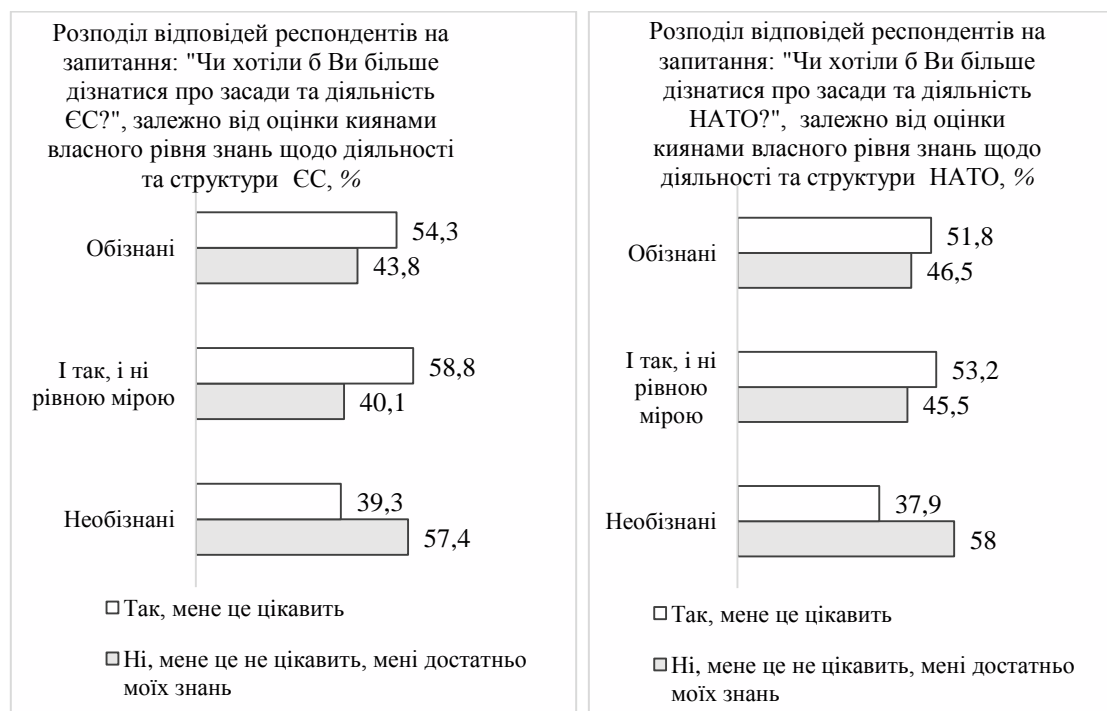 Розподіл відповідей респондентів на
запитання: "Чи хотіли б Ви більше
дізнатися про засади та діяльність
ЄС?", залежно від оцінки киянами
власного рівня знань щодо діяльності
та структури ЄС, %
Обізнані
54,3
43,8
І так, і ні
рівною мірою
58,8
40,1
Необізнані
39,3
57,4
Так, мене це цікавить
Ні, мене це не цікавить, мені достатньо
моїх знань
Розподіл відповідей респондентів на
запитання: "Чи хотіли б Ви більше
дізнатися про засади та діяльність
НАТО?", залежно від оцінки
киянами власного рівня знань щодо
діяльності та структури НАТО, %
Обізнані
51,8
46,5
І так, і ні
рівною
мірою
53,2
45,5
Необізнані
37,9
58
Так, мене це цікавить
Ні, мене це не цікавить, мені достатньо
моїх знань